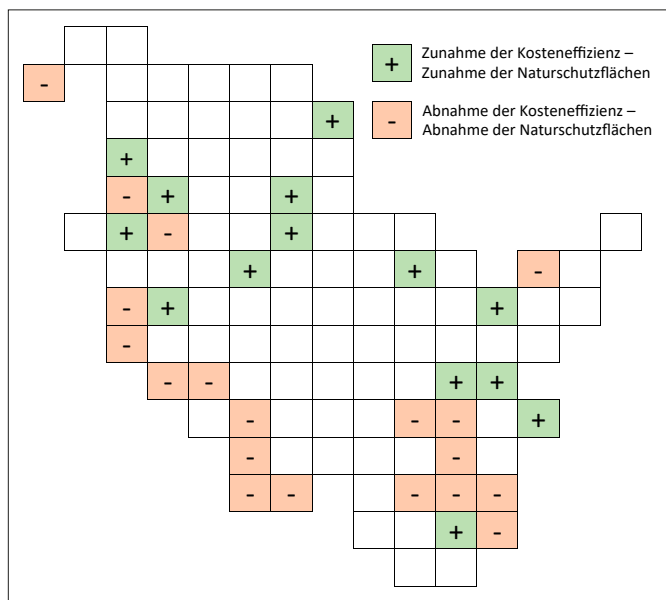 + Zunahme der Kosteneffizienz –
Zunahme der Naturschutzflächen
- Abnahme der Kosteneffizienz –
Abnahme der Naturschutzflächen
-
+
+
- + +
+ - +
+ + -
- + +
-
- - + +
- - - +
- -
- - - - -
+ -